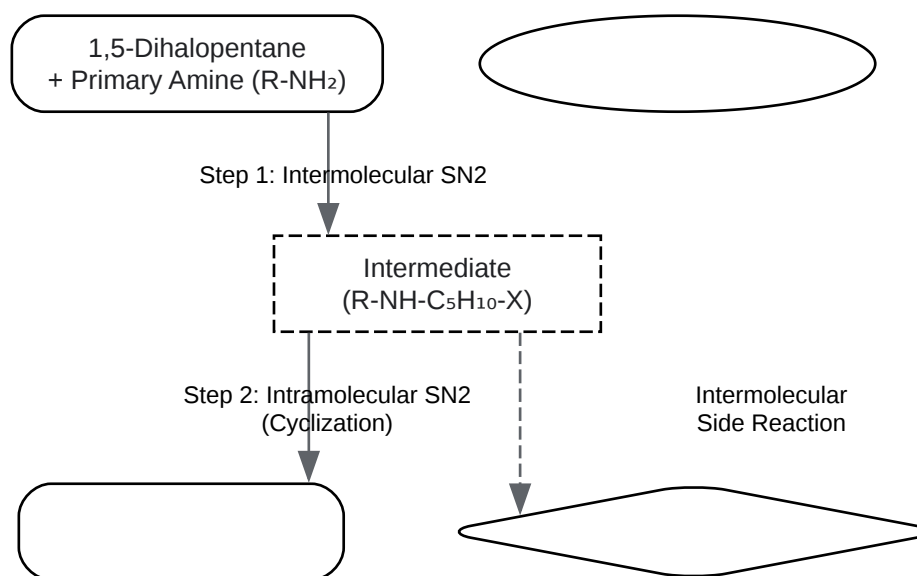 1,5-Dihalopentane
+ Primary Amine (R-NH₂)
Step 1: Intermolecular SN2
Intermediate
(R-NH-C₅H₁₀-X)
Step 2: Intramolecular SN2
(Cyclization)
Intermolecular
Side Reaction